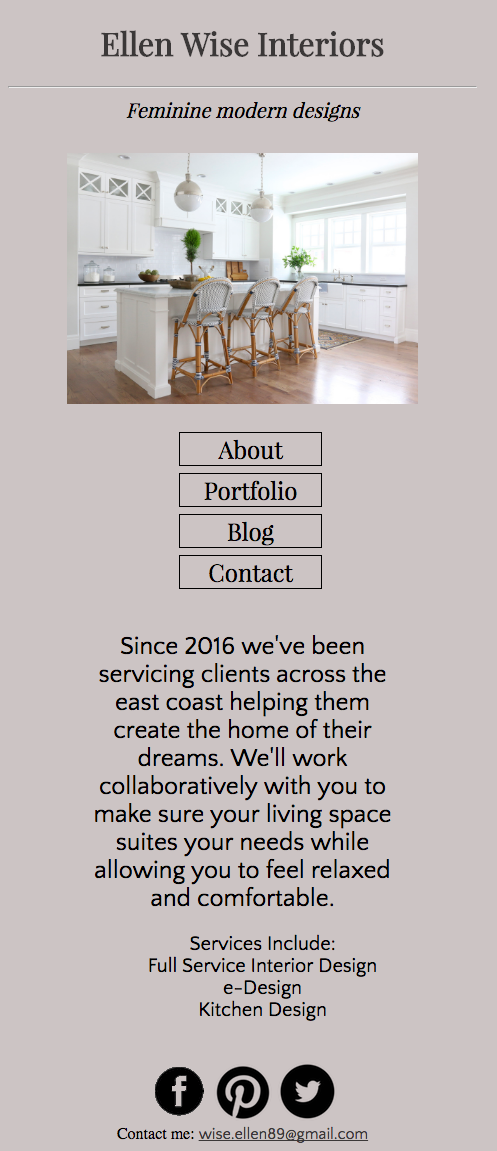 Ellen Wise Interiors
Feminine modern designs
About
Portfolio
Blog
Contact
Since 2016 we've been
servicing clients across the
east coast helping them
create the home of their
dreams. We'll work
collaboratively with you to
make sure your living space
suites your needs while
allowing you to feel relaxed
and comfortable.
Services Include:
Full Service Interior Design
e-Design
Kitchen Design
Contact me: wise.ellen89@gmail.com